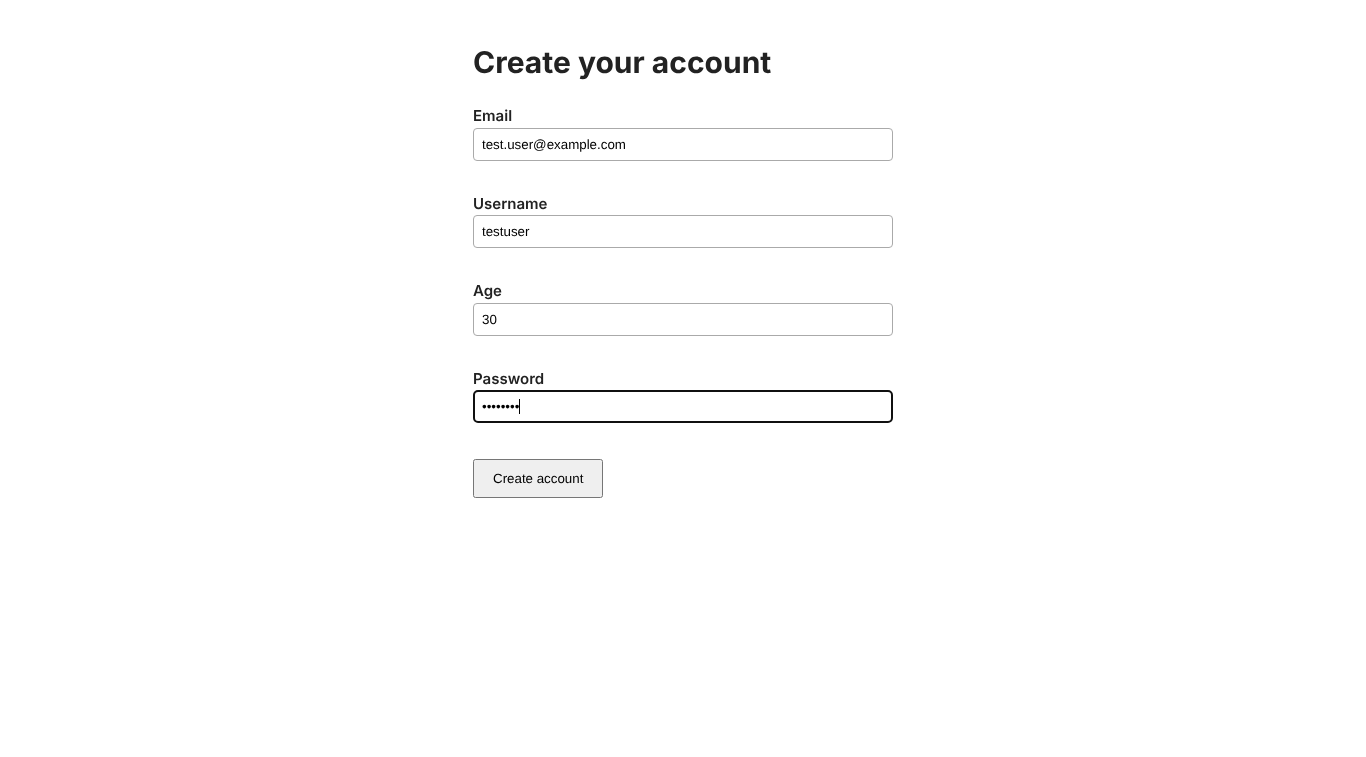 Create your account
Email
test.user@example.com
Username
testuser
Age
30
Password
••••••••
Create account